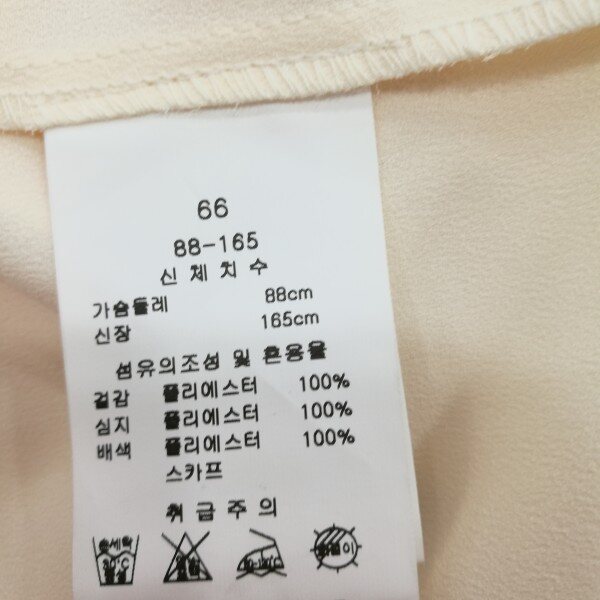 66
88-165
신체치수
가슴둘레 88cm
신장 165cm
섬유의조성 및 혼용율
겉감 폴리에스터 100%
심지 폴리에스터 100%
배색 폴리에스터 100%
스카프
취급주의